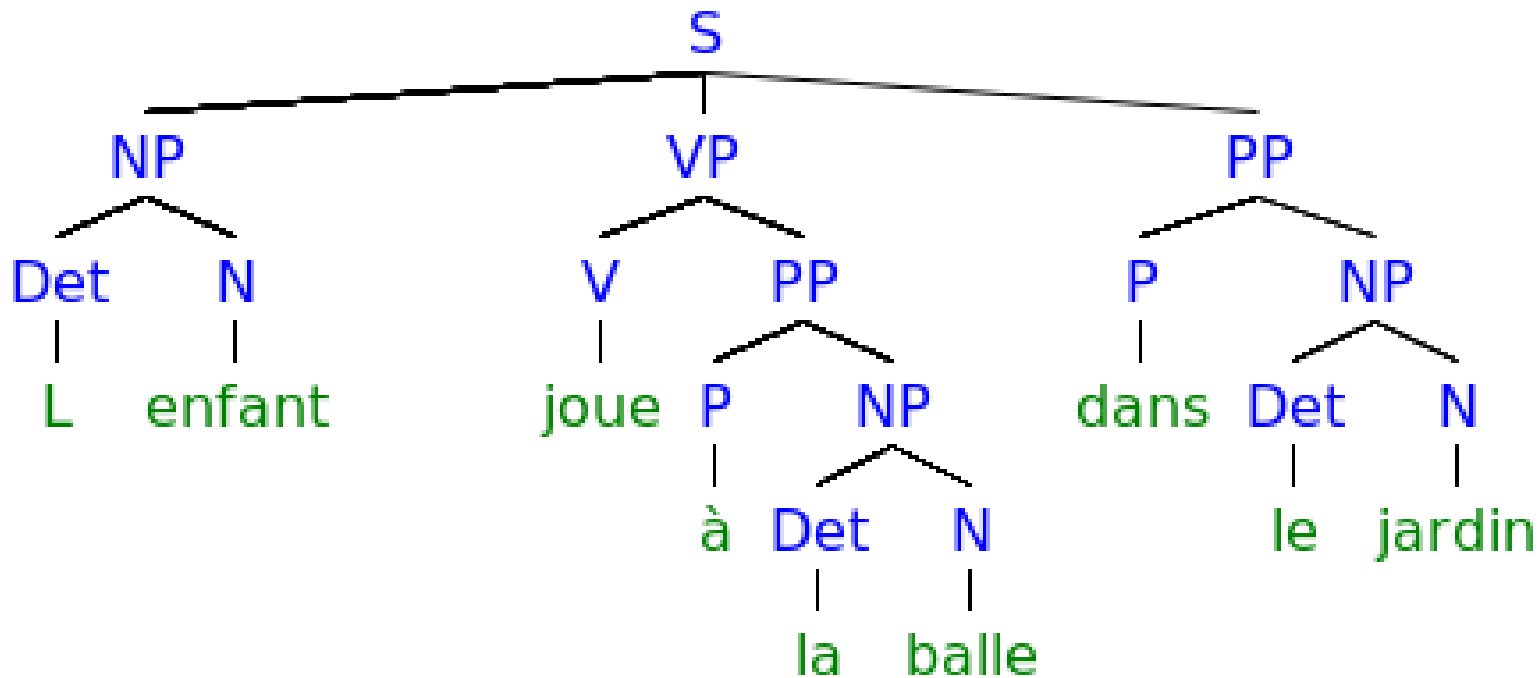 S
NP VP PP
Det N V PP P NP
L enfant joue P NP dans Det N
à Det N le jardin
la balle